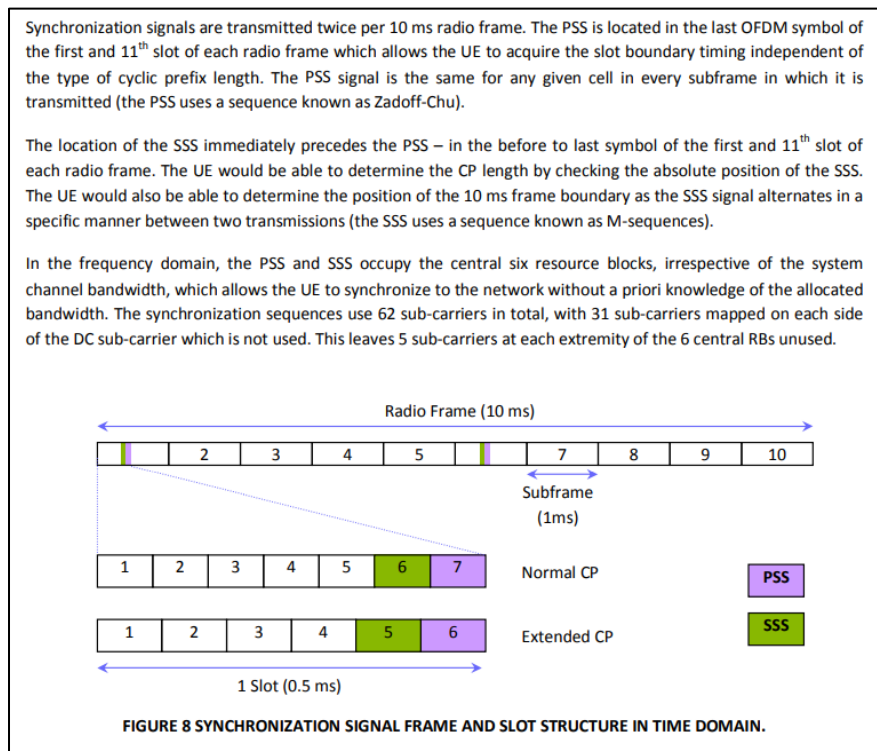 Synchronization signals are transmitted twice per 10 ms radio frame. The PSS is located in the last OFDM symbol of
the first and 11th slot of each radio frame which allows the UE to acquire the slot boundary timing independent of
the type of cyclic prefix length. The PSS signal is the same for any given cell in every subframe in which it is
transmitted (the PSS uses a sequence known as Zadoff-Chu).
The location of the SSS immediately precedes the PSS – in the before to last symbol of the first and 11th slot of
each radio frame. The UE would be able to determine the CP length by checking the absolute position of the SSS.
The UE would also be able to determine the position of the 10 ms frame boundary as the SSS signal alternates in a
specific manner between two transmissions (the SSS uses a sequence known as M-sequences).
In the frequency domain, the PSS and SSS occupy the central six resource blocks, irrespective of the system
channel bandwidth, which allows the UE to synchronize to the network without a priori knowledge of the allocated
bandwidth. The synchronization sequences use 62 sub-carriers in total, with 31 sub-carriers mapped on each side
of the DC sub-carrier which is not used. This leaves 5 sub-carriers at each extremity of the 6 central RBs unused.
Radio Frame (10 ms)
2 3 4 5 7 8 9 10
Subframe
(1ms)
1 2 3 4 5 6 7 Normal CP PSS
1 2 3 4 5 6 Extended CP SSS
1 Slot (0.5 ms)
FIGURE 8 SYNCHRONIZATION SIGNAL FRAME AND SLOT STRUCTURE IN TIME DOMAIN.